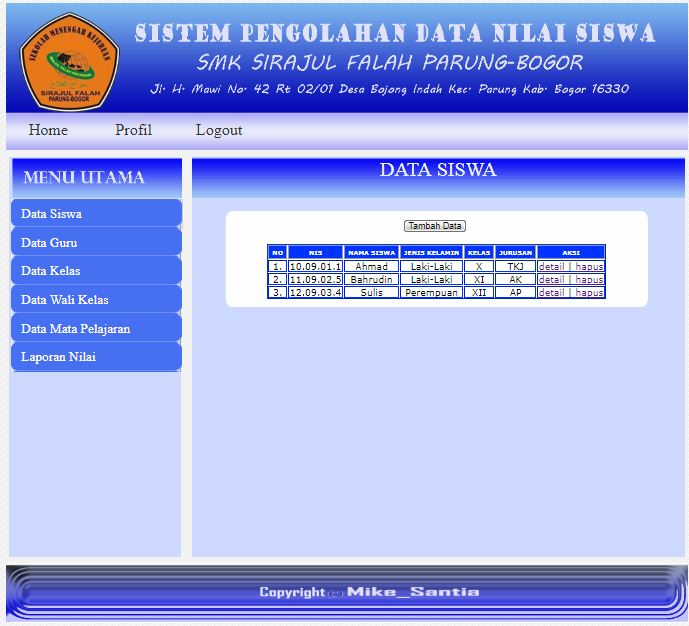 SEKOLAH MENENGAH KEJURUAN
SIRAJUL FALAH
PARUNG-BOGOR
SISTEM PENGOLAHAN DATA NILAI SISWA
SMK SIRAJUL FALAH PARUNG-BOGOR
Jl. H. Mawi No. 42 Rt 02/01 Desa Bojong Indah Kec. Parung Kab. Bogor 16330
Home Profil Logout
MENU UTAMA
Data Siswa
Data Guru
Data Kelas
Data Wali Kelas
Data Mata Pelajaran
Laporan Nilai
DATA SISWA
Tambah Data
NO NIS NAMA SISWA JENIS KELAMIN KELAS JURUSAN AKSI
1. 10.09.01.1 Ahmad Laki-Laki X TKJ detail | hapus
2. 11.09.02.5 Bahrudin Laki-Laki XI AK detail | hapus
3. 12.09.03.4 Sulis Perempuan XII AP detail | hapus
Copyright (c) Mike_Santia